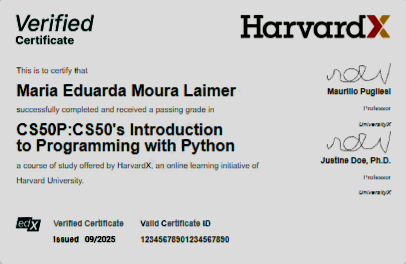 Verified
Certificate
HarvardX
This is to certify that
Maria Eduarda Moura Laimer
successfully completed and received a passing grade in
CS50P:CS50's Introduction
to Programming with Python
a course of study offered by HarvardX, an online learning initiative of
Harvard University.
Maurilio Pugliesi
Professor
UniversityX
Justine Doe, Ph.D.
Professor
UniversityX
edX
Verified Certificate
Issued 09/2025
Valid Certificate ID
12345678901234567890